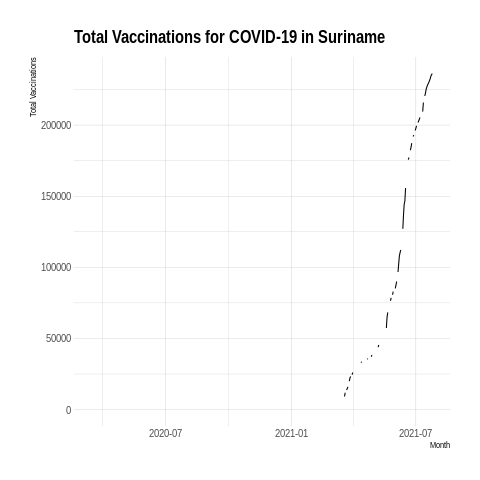 Total Vaccinations for COVID-19 in Suriname
Total Vaccinations
200000
150000
100000
50000
0
2020-07
2021-01
2021-07
Month